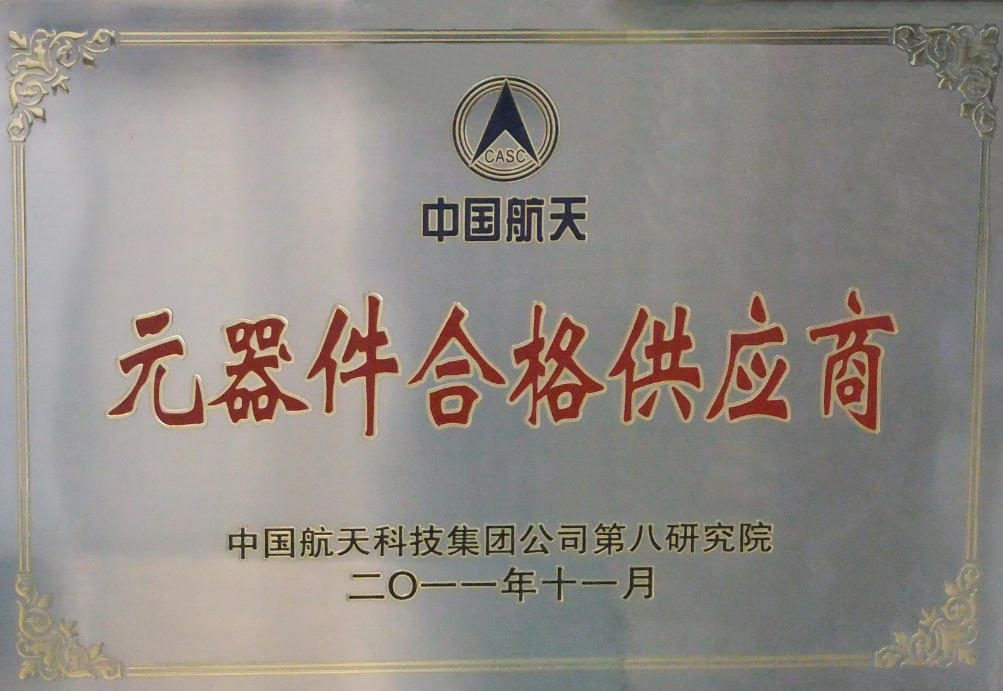 CASC
中国航天
元器件合格供应商
中国航天科技集团公司第八研究院
二〇一一年十一月